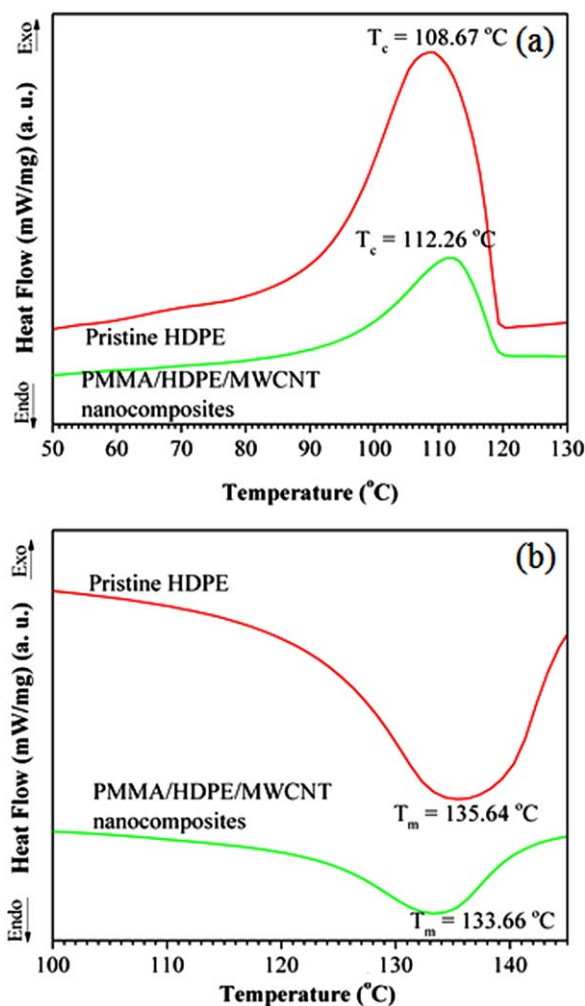 Exo
T_c = 108.67 °C
(a)
T_c = 112.26 °C
Heat Flow (mW/mg) (a. u.)
Pristine HDPE
PMMA/HDPE/MWCNT
nanocomposites
Endo
50 60 70 80 90 100 110 120 130
Temperature (°C)
Exo
(b)
Pristine HDPE
Heat Flow (mW/mg) (a. u.)
PMMA/HDPE/MWCNT
nanocomposites
T_m = 135.64 °C
T_m = 133.66 °C
Endo
100 110 120 130 140
Temperature (°C)